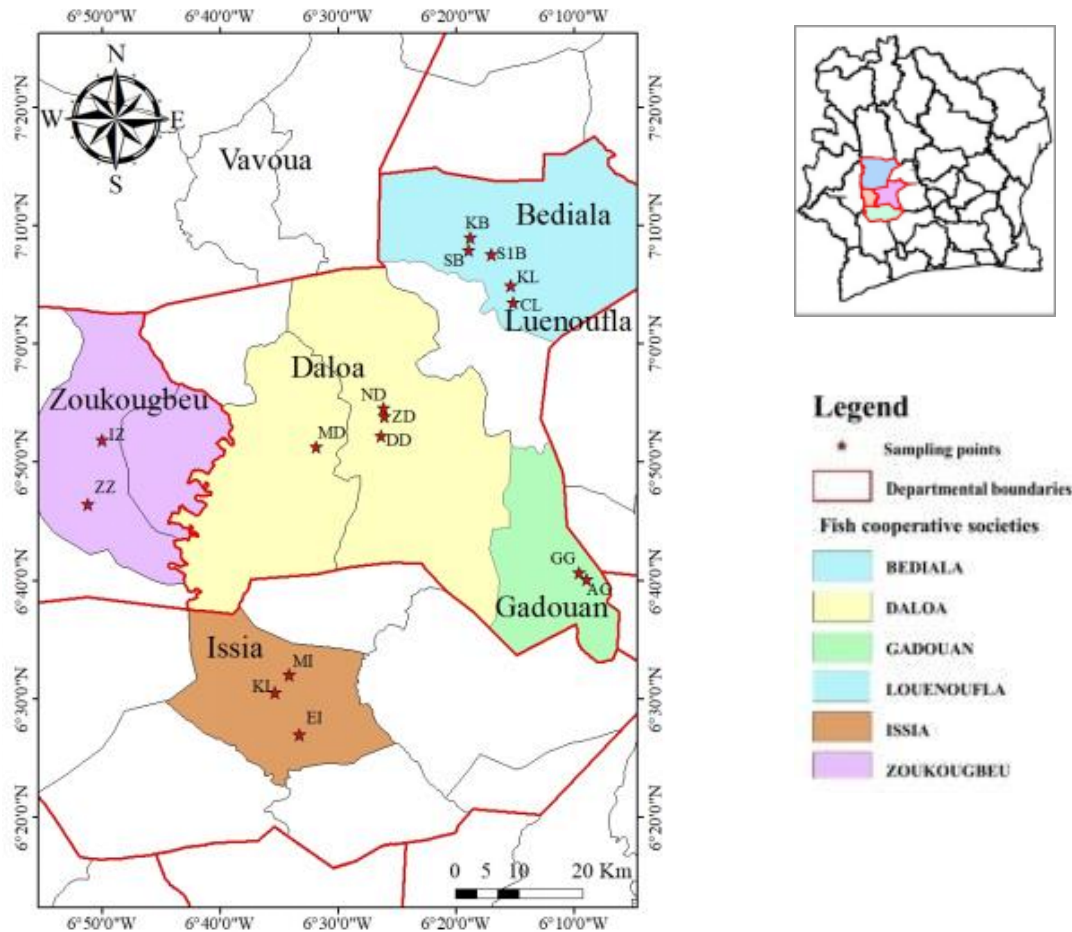 6°50'0"W 6°40'0"W 6°30'0"W 6°20'0"W 6°10'0"W
N
W E
S
7°20'0"N 7°20'0"N
Vavoua
Bediala
7°10'0"N 7°10'0"N
KB
SB S1B
KL
CL
Luenoufla
7°0'0"N 7°0'0"N
Daloa
Zoukougbeu
ND
ZD
IZ MD DD
6°50'0"N 6°50'0"N
ZZ
GG
AG
6°40'0"N 6°40'0"N
Gadouan
Issia
MI
KI
6°30'0"N 6°30'0"N
EI
6°20'0"N 6°20'0"N
0 5 10 20 Km
6°50'0"W 6°40'0"W 6°30'0"W 6°20'0"W 6°10'0"W
Legend
Sampling points
Departmental boundaries
Fish cooperative societies
BEDIALA
DALOA
GADOUAN
LOUENOUFLA
ISSIA
ZOUKOUGBEU